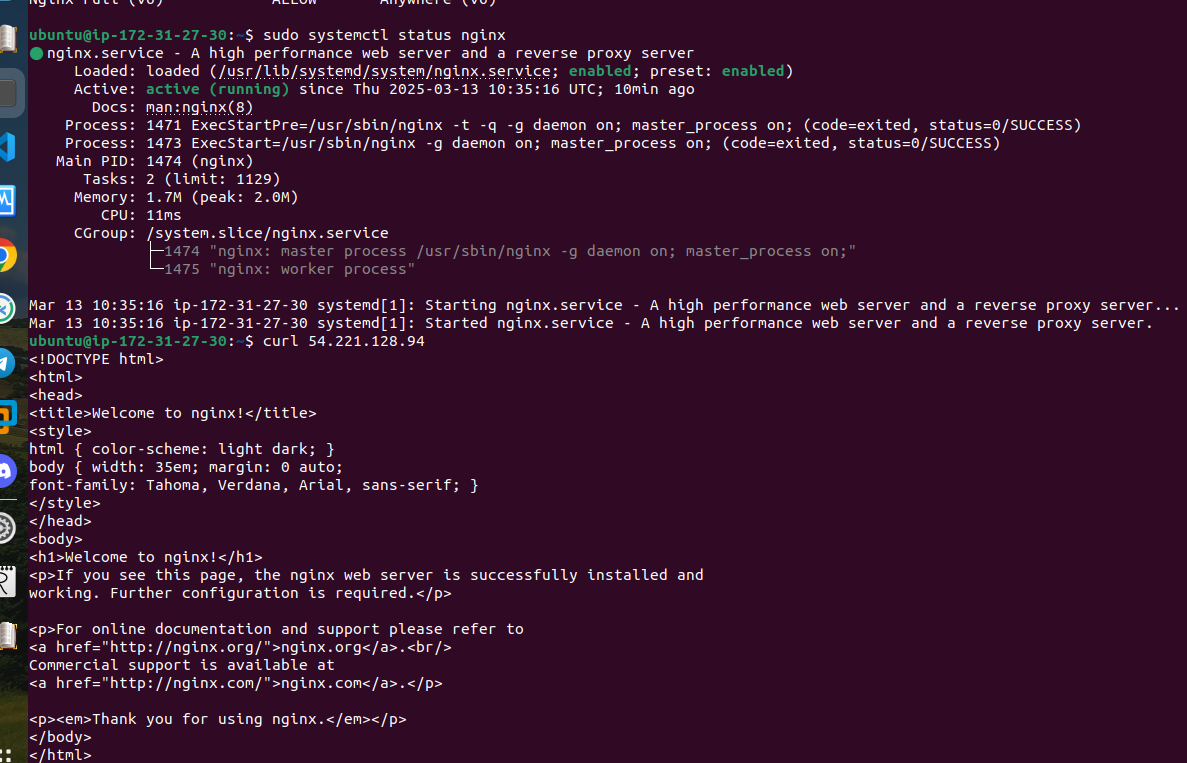 Nginx Full (v6)            ALLOW       Anywhere (v6)

ubuntu@ip-172-31-27-30:~$ sudo systemctl status nginx
nginx.service - A high performance web server and a reverse proxy server
     Loaded: loaded (/usr/lib/systemd/system/nginx.service; enabled; preset: enabled)
     Active: active (running) since Thu 2025-03-13 10:35:16 UTC; 10min ago
       Docs: man:nginx(8)
    Process: 1471 ExecStartPre=/usr/sbin/nginx -t -q -g daemon on; master_process on; (code=exited, status=0/SUCCESS)
    Process: 1473 ExecStart=/usr/sbin/nginx -g daemon on; master_process on; (code=exited, status=0/SUCCESS)
   Main PID: 1474 (nginx)
      Tasks: 2 (limit: 1129)
     Memory: 1.7M (peak: 2.0M)
        CPU: 11ms
     CGroup: /system.slice/nginx.service
             ├─1474 "nginx: master process /usr/sbin/nginx -g daemon on; master_process on;"
             └─1475 "nginx: worker process"

Mar 13 10:35:16 ip-172-31-27-30 systemd[1]: Starting nginx.service - A high performance web server and a reverse proxy server...
Mar 13 10:35:16 ip-172-31-27-30 systemd[1]: Started nginx.service - A high performance web server and a reverse proxy server.
ubuntu@ip-172-31-27-30:~$ curl 54.221.128.94
<!DOCTYPE html>
<html>
<head>
<title>Welcome to nginx!</title>
<style>
html { color-scheme: light dark; }
body { width: 35em; margin: 0 auto;
font-family: Tahoma, Verdana, Arial, sans-serif; }
</style>
</head>
<body>
<h1>Welcome to nginx!</h1>
<p>If you see this page, the nginx web server is successfully installed and
working. Further configuration is required.</p>

<p>For online documentation and support please refer to
<a href="http://nginx.org/">nginx.org</a>.<br/>
Commercial support is available at
<a href="http://nginx.com/">nginx.com</a>.</p>

<p><em>Thank you for using nginx.</em></p>
</body>
</html>